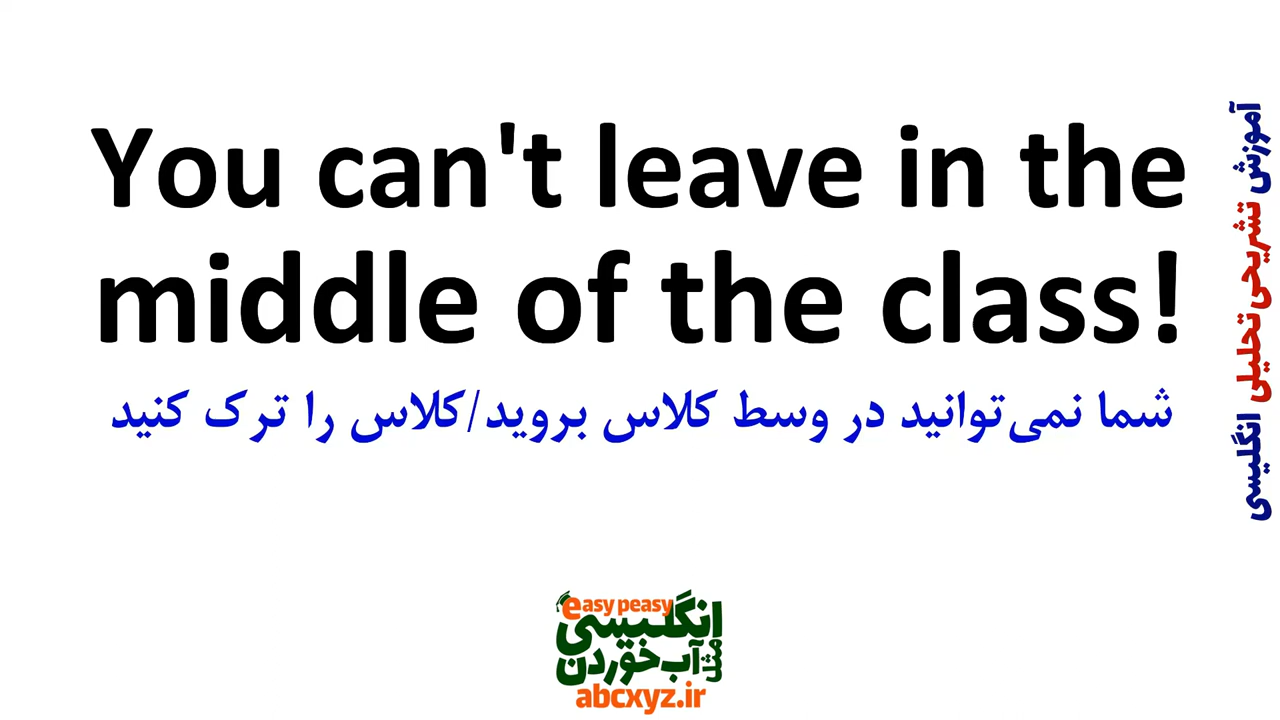 You can't leave in the
middle of the class!
شما نمی‌توانید در وسط کلاس بروید/کلاس را ترک کنید
آموزش تشریحی تحلیلی انگلیسی
easy peasy
انگلیسی
مثل آب خوردن
abcxyz.ir